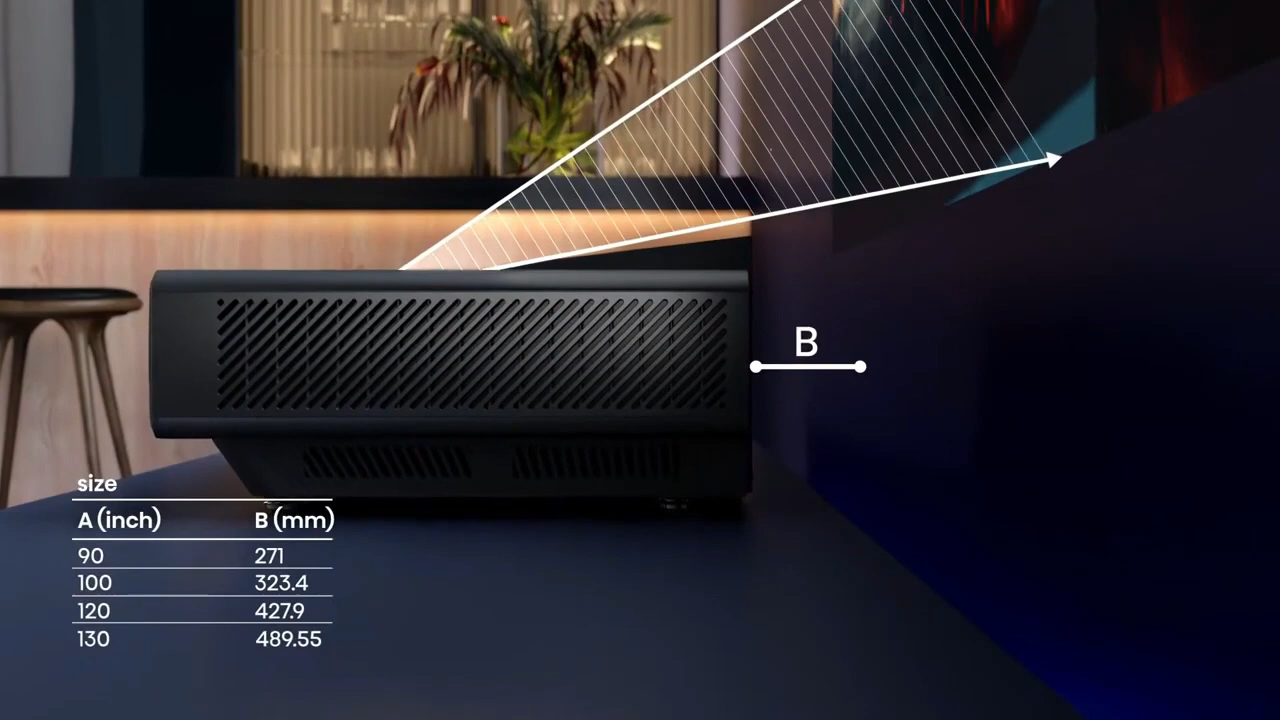 B
size
A (inch) B (mm)
90 271
100 323.4
120 427.9
130 489.55